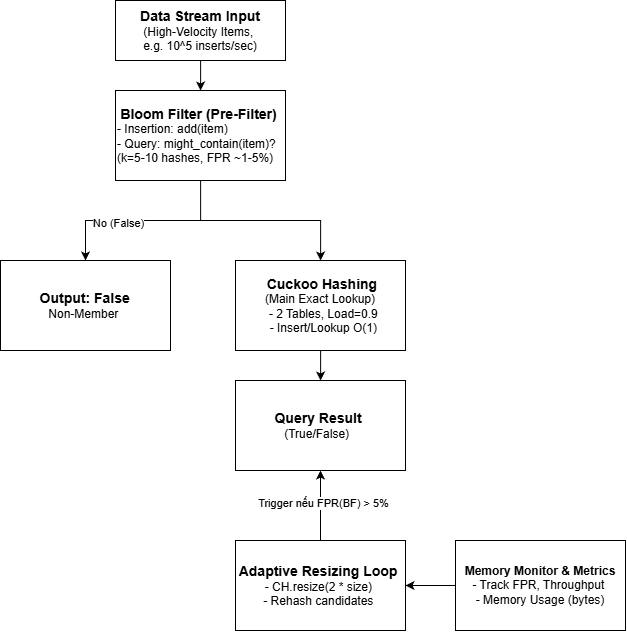 Data Stream Input
(High-Velocity Items,
e.g. 10^5 inserts/sec)
Bloom Filter (Pre-Filter)
- Insertion: add(item)
- Query: might_contain(item)?
(k=5-10 hashes, FPR ~1-5%)
No (False)
Output: False
Non-Member
Cuckoo Hashing
(Main Exact Lookup)
- 2 Tables, Load=0.9
- Insert/Lookup O(1)
Query Result
(True/False)
Trigger nếu FPR(BF) > 5%
Adaptive Resizing Loop
- CH.resize(2 * size)
- Rehash candidates
Memory Monitor & Metrics
- Track FPR, Throughput
- Memory Usage (bytes)